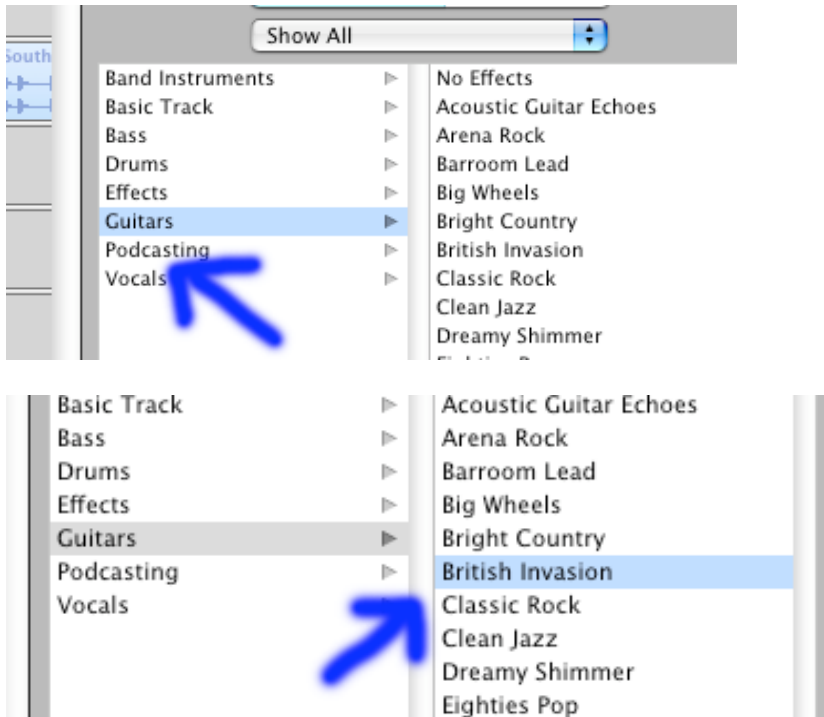 Show All
South
Band Instruments
Basic Track
Bass
Drums
Effects
Guitars
Podcasting
Vocals
No Effects
Acoustic Guitar Echoes
Arena Rock
Barroom Lead
Big Wheels
Bright Country
British Invasion
Classic Rock
Clean Jazz
Dreamy Shimmer
Basic Track
Bass
Drums
Effects
Guitars
Podcasting
Vocals
Acoustic Guitar Echoes
Arena Rock
Barroom Lead
Big Wheels
Bright Country
British Invasion
Classic Rock
Clean Jazz
Dreamy Shimmer
Eighties Pop